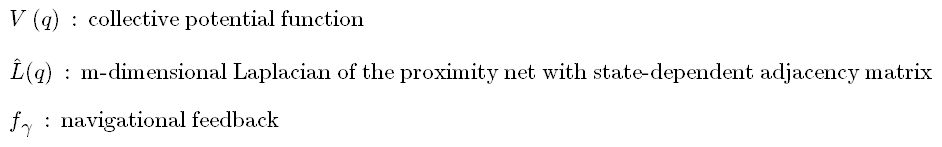 V (q) : collective potential function
L̂(q) : m-dimensional Laplacian of the proximity net with state-dependent adjacency matrix
f_γ : navigational feedback